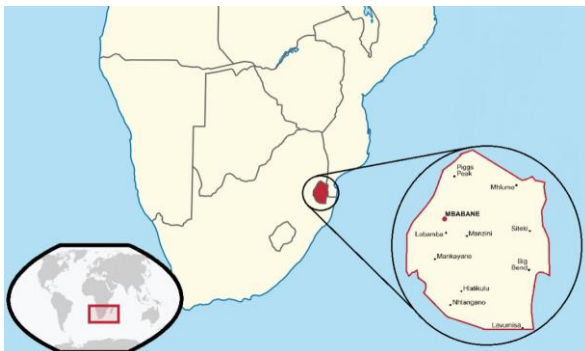 Piggs
Peak
Mhlume
MBABANE
Lobamba
Manzini
Siteki
Mankayano
Big
Bend
Hlatikulu
Nhlangano
Lavumisa